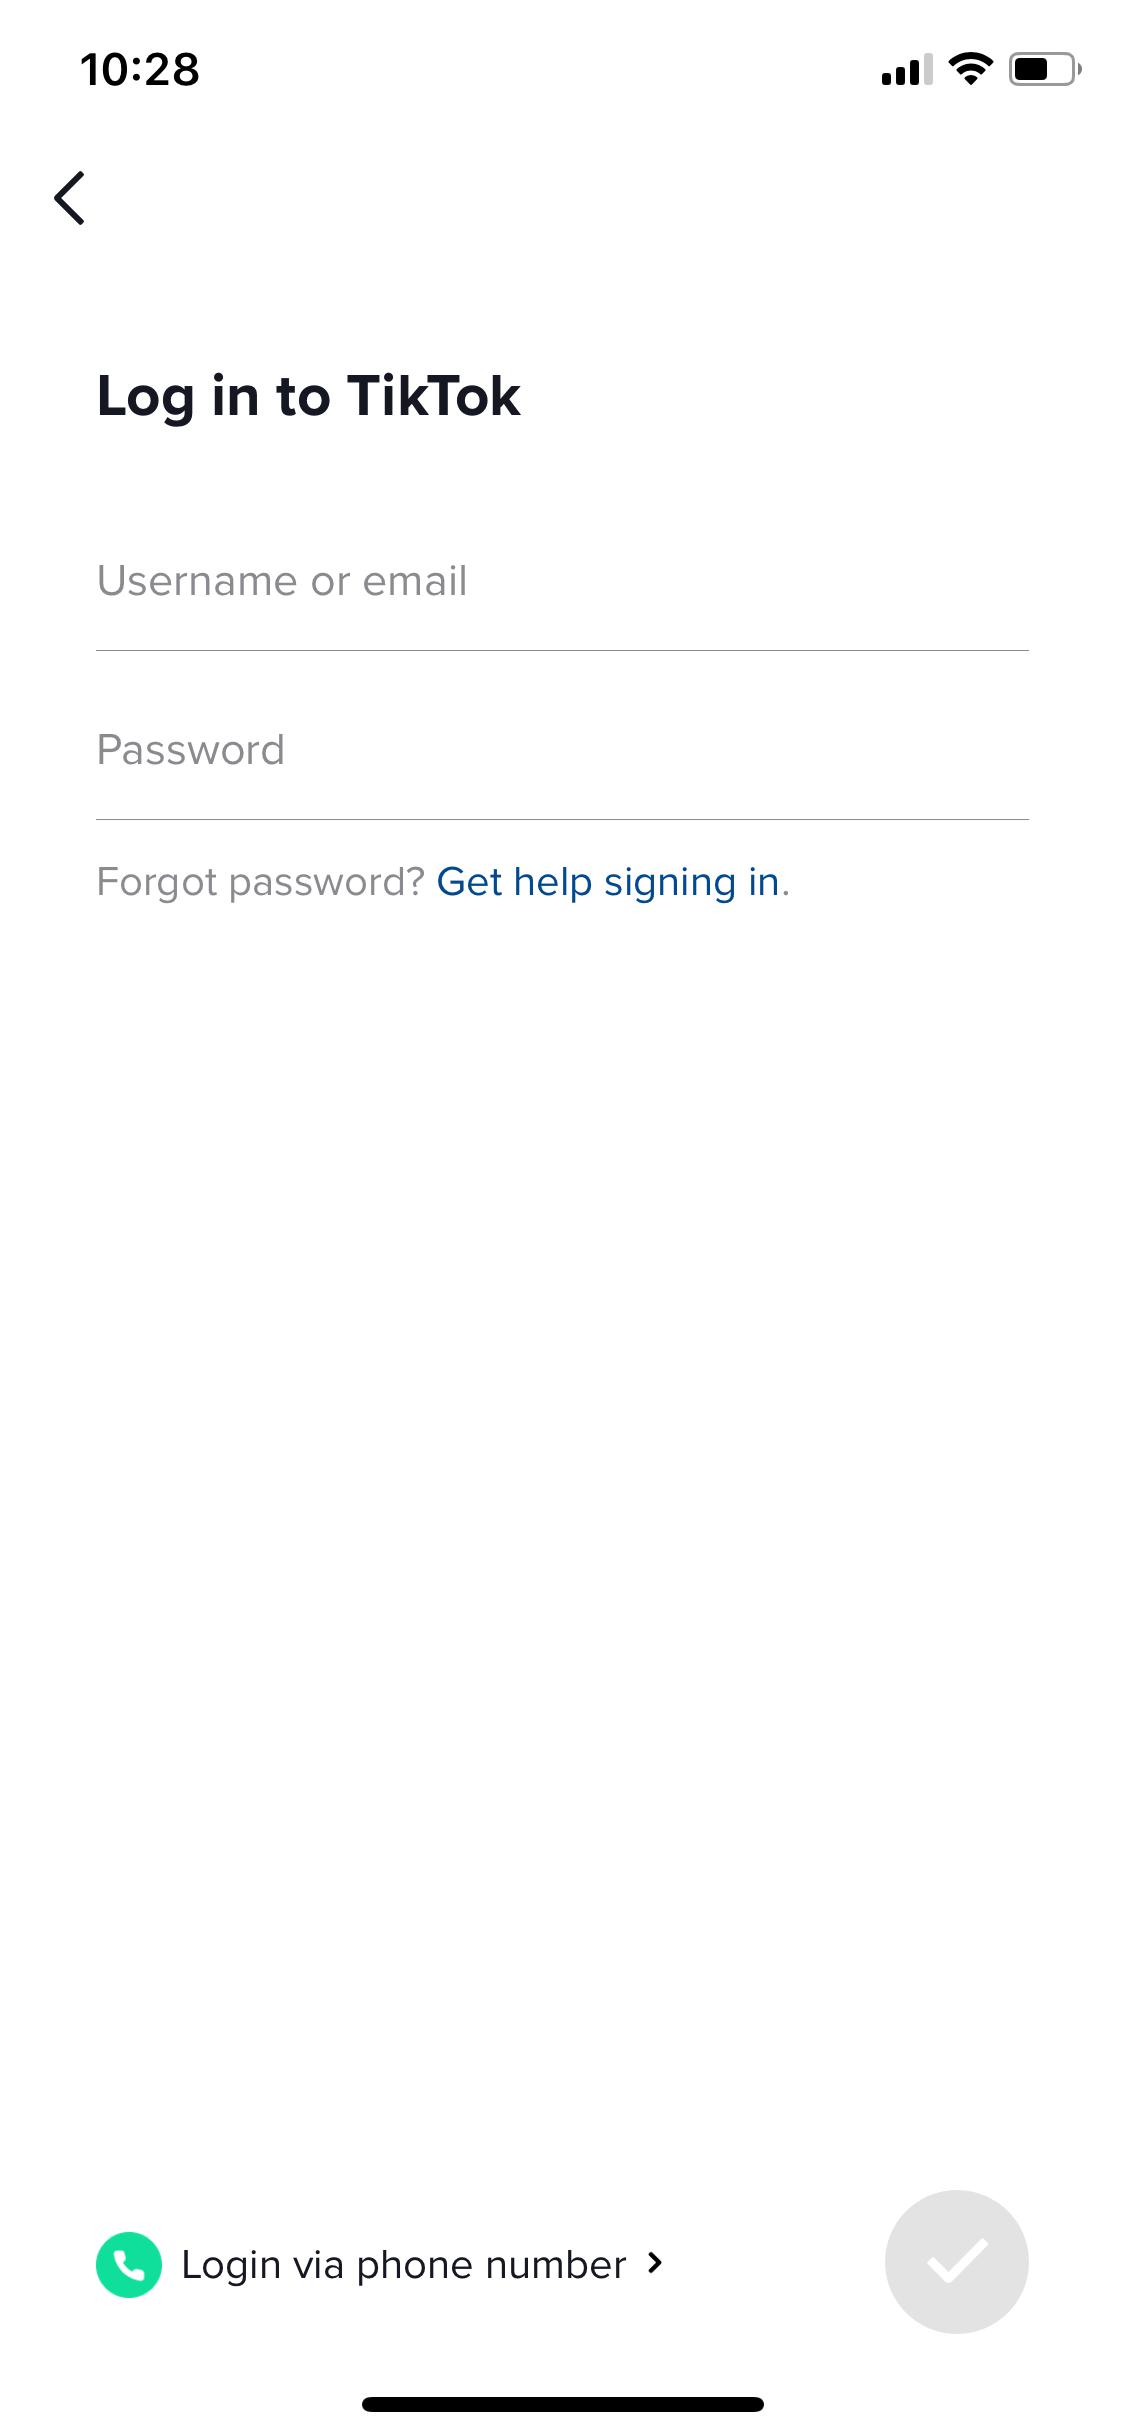 10:28
Log in to TikTok
Username or email
Password
Forgot password? Get help signing in.
Login via phone number